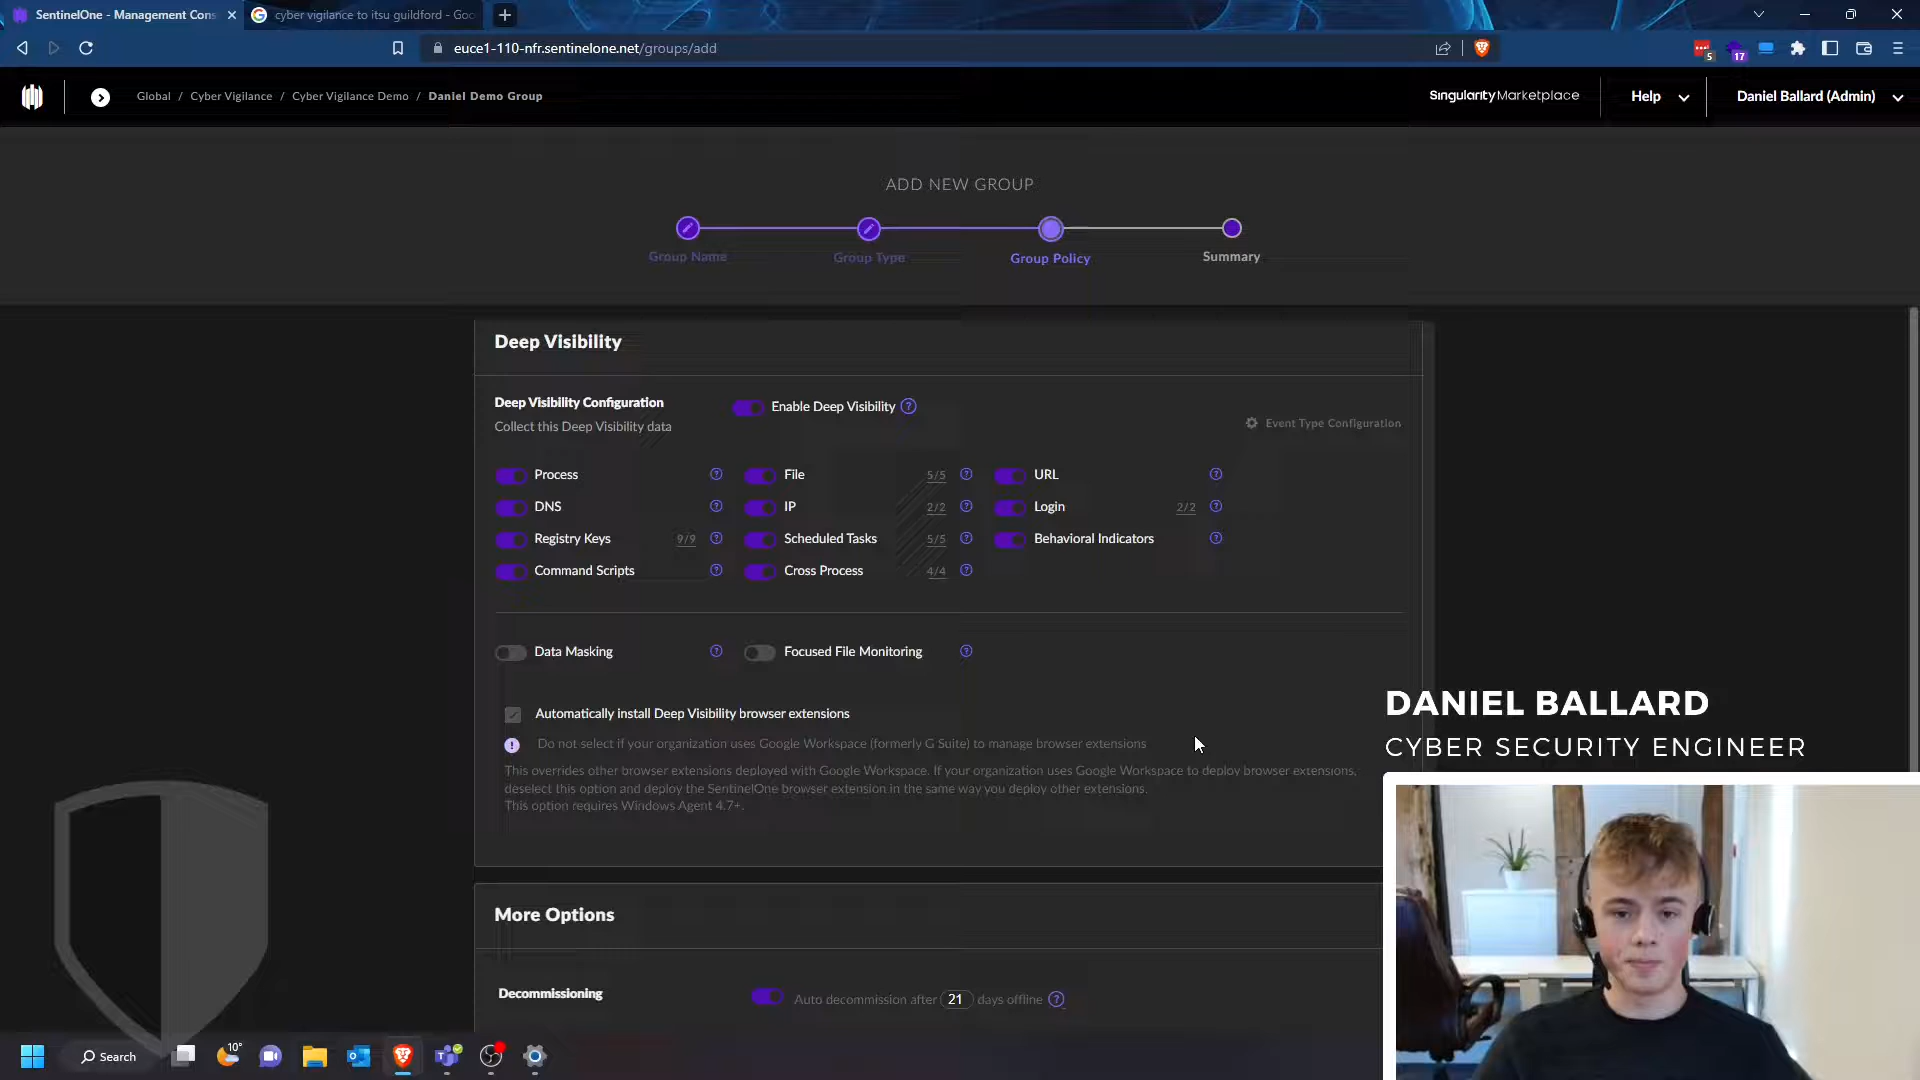 SentinelOne - Management Cons
cyber vigilance to itsu guildford - Goo
euce1-110-nfr.sentinelone.net/groups/add
5
17
Global / Cyber Vigilance / Cyber Vigilance Demo / Daniel Demo Group
Singularity Marketplace
Help
Daniel Ballard (Admin)
ADD NEW GROUP
Group Name
Group Type
Group Policy
Summary
Deep Visibility
Deep Visibility Configuration
Enable Deep Visibility
Collect this Deep Visibility data
Event Type Configuration
Process
File 5/5
URL
DNS
IP 2/2
Login 2/2
Registry Keys 9/9
Scheduled Tasks 5/5
Behavioral Indicators
Command Scripts
Cross Process 4/4
Data Masking
Focused File Monitoring
Automatically install Deep Visibility browser extensions
Do not select if your organization uses Google Workspace (formerly G Suite) to manage browser extensions
This overrides other browser extensions deployed with Google Workspace. If your organization uses Google Workspace to deploy browser extensions,
deselect this option and deploy the SentinelOne browser extension in the same way you deploy other extensions.
This option requires Windows Agent 4.7+.
DANIEL BALLARD
CYBER SECURITY ENGINEER
More Options
Decommissioning
Auto decommission after 21 days offline
Search
10°